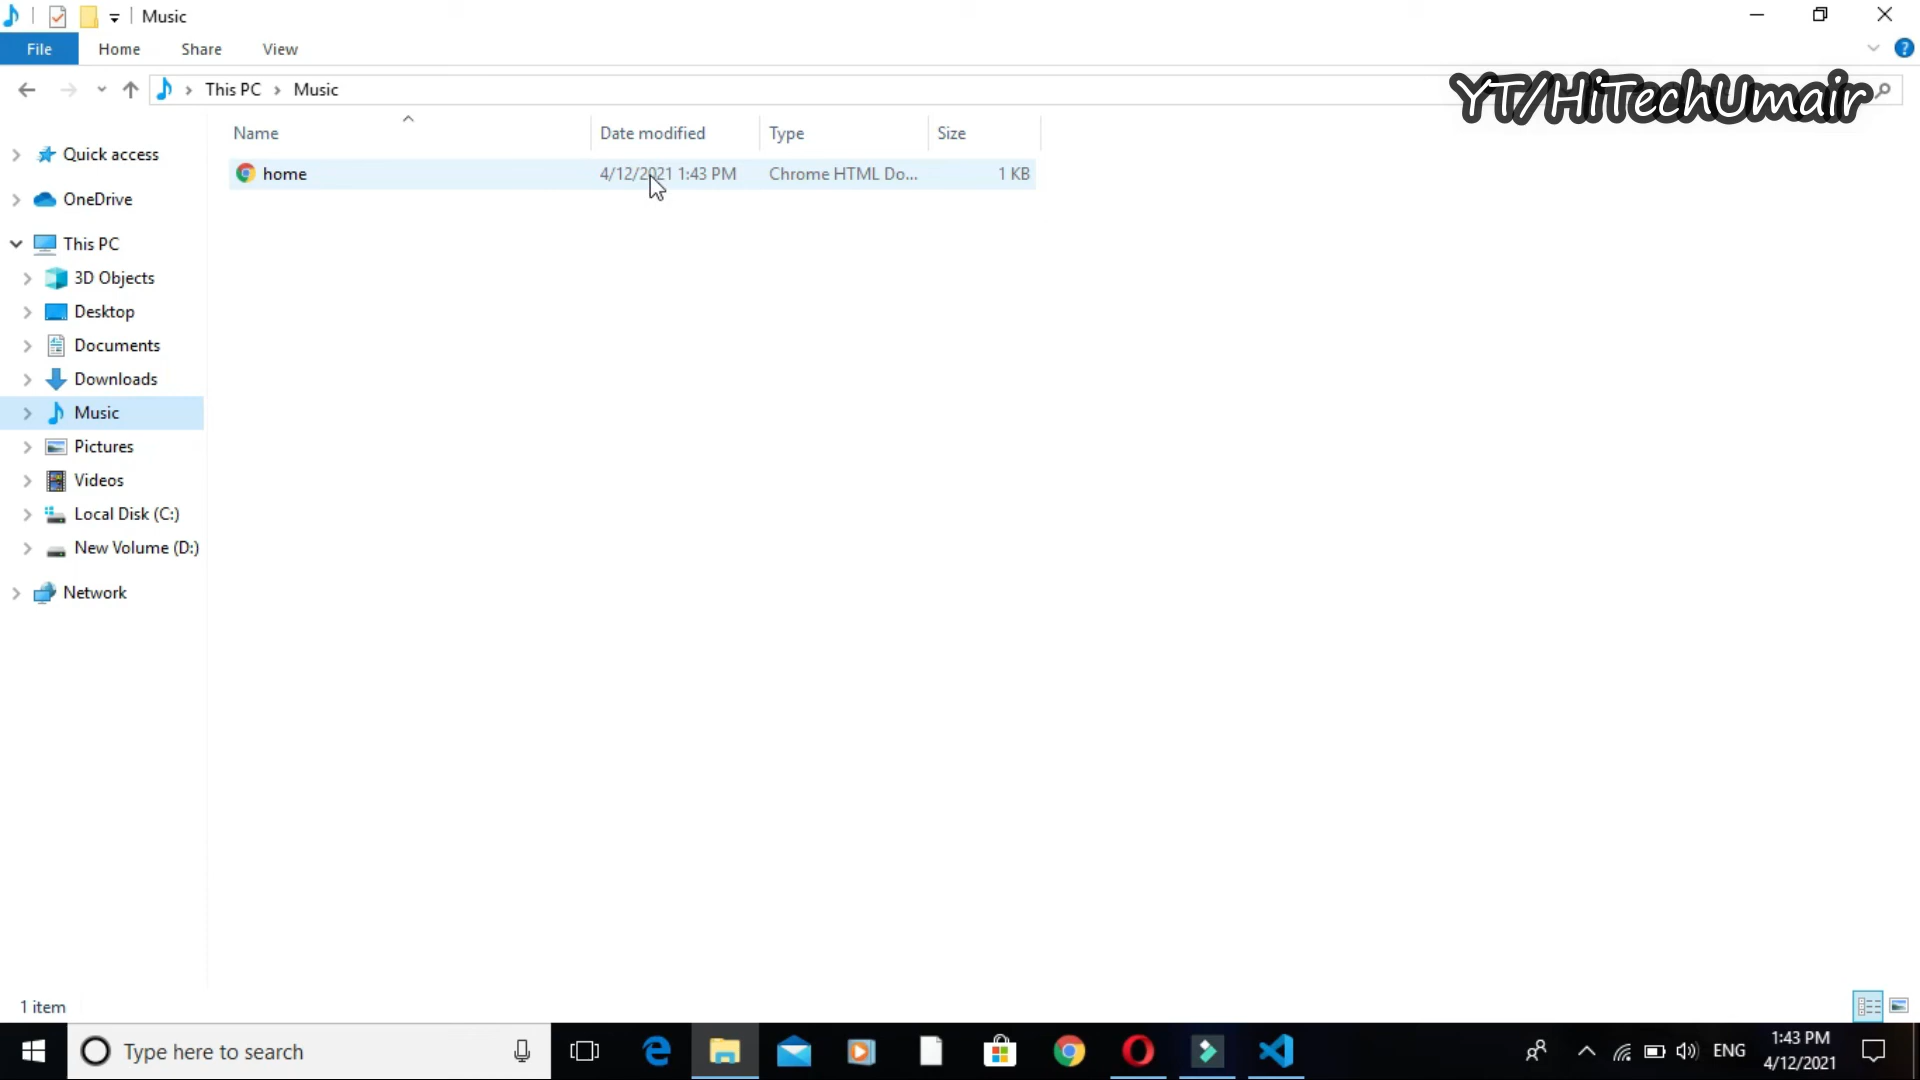 Music
File Home Share View
This PC Music
YT/HiTechUmair
Name Date modified Type Size
home 4/12/2021 1:43 PM Chrome HTML Do... 1 KB
Quick access
OneDrive
This PC
3D Objects
Desktop
Documents
Downloads
Music
Pictures
Videos
Local Disk (C:)
New Volume (D:)
Network
1 item
Type here to search
ENG
1:43 PM
4/12/2021